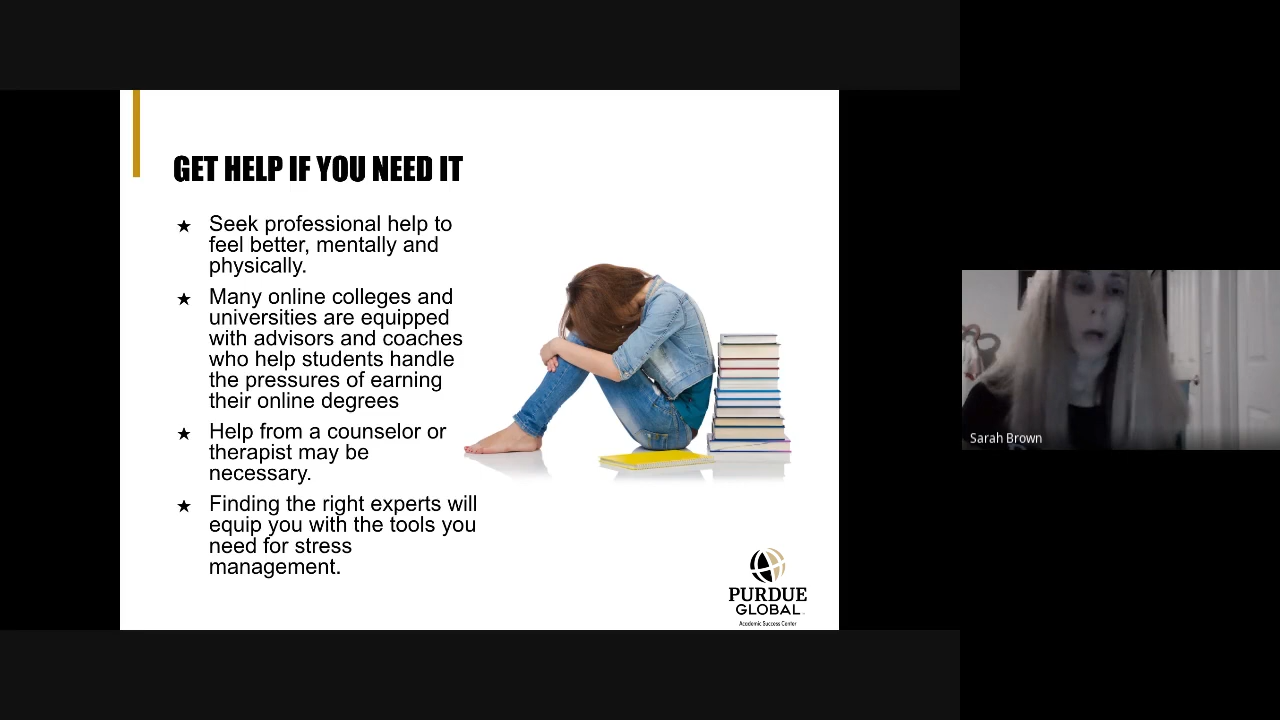 GET HELP IF YOU NEED IT
★ Seek professional help to
feel better, mentally and
physically.
★ Many online colleges and
universities are equipped
with advisors and coaches
who help students handle
the pressures of earning
their online degrees
★ Help from a counselor or
therapist may be
necessary.
★ Finding the right experts will
equip you with the tools you
need for stress
management.
PURDUE
GLOBAL
Academic Success Center
Sarah Brown